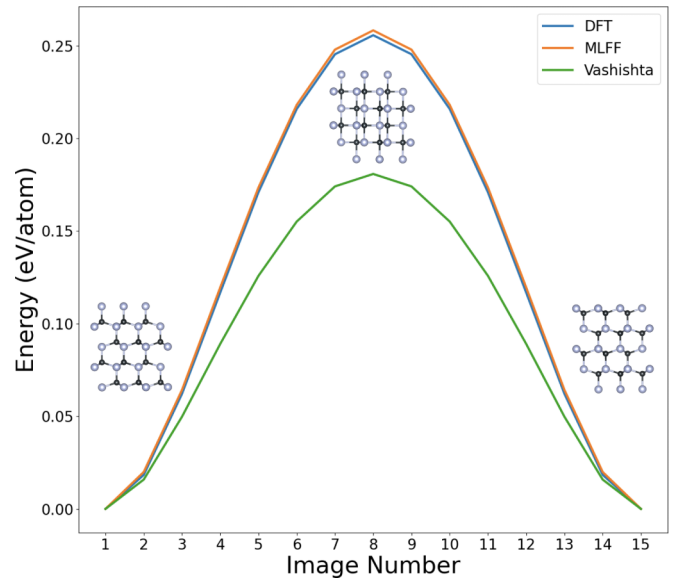 DFT
MLFF
Vashishta
Energy (eV/atom)
0.25
0.20
0.15
0.10
0.05
0.00
1 2 3 4 5 6 7 8 9 10 11 12 13 14 15
Image Number